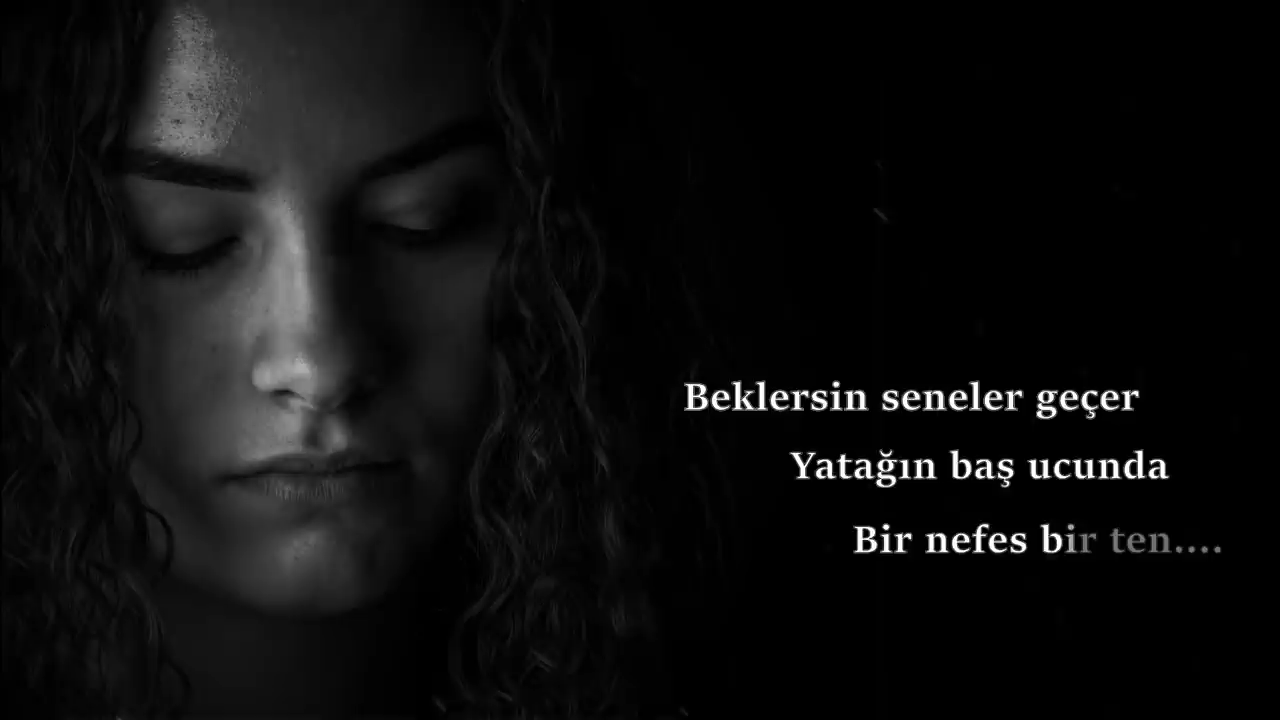 Beklersin seneler geçer
Yatağın baş ucunda
Bir nefes bir ten....